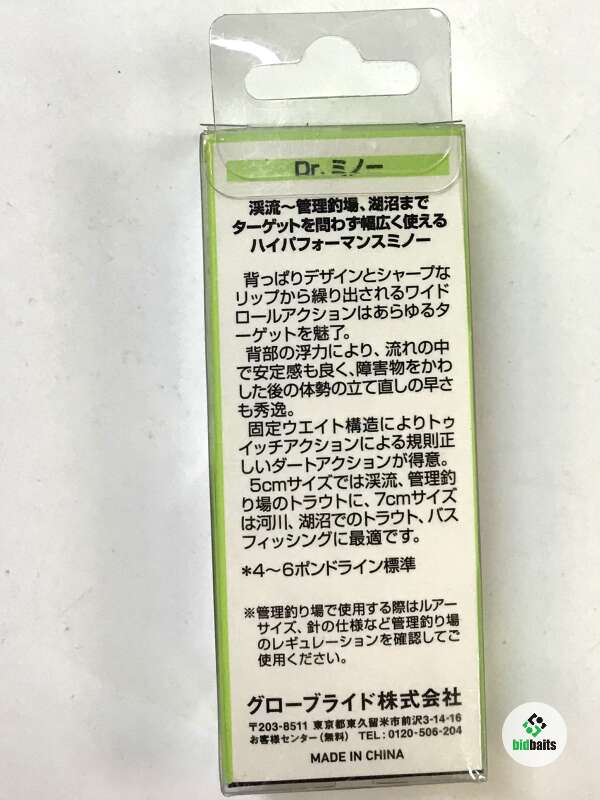 Dr. ミノー
渓流～管理釣場、湖沼まで
ターゲットを問わず幅広く使える
ハイパフォーマンスミノー
背っぱりデザインとシャープな
リップから繰り出されるワイド
ロールアクションはあらゆるタ
ーゲットを魅了。
背部の浮力により、流れの中
で安定感も良く、障害物をかわ
した後の体勢の立て直しの早さ
も秀逸。
固定ウエイト構造によりトゥ
イッチアクションによる規則正
しいダートアクションが得意。
5cmサイズでは渓流、管理釣
り場のトラウトに、7cmサイズ
は河川、湖沼でのトラウト、バス
フィッシングに最適です。
*4～6ポンドライン標準
※管理釣り場で使用する際はルアー
サイズ、針の仕様など管理釣り場
のレギュレーションを確認してご
使用ください。
グローブライド株式会社
〒203-8511 東京都東久留米市前沢3-14-16
お客様センター(無料) TEL:0120-506-204
MADE IN CHINA
bidbaits